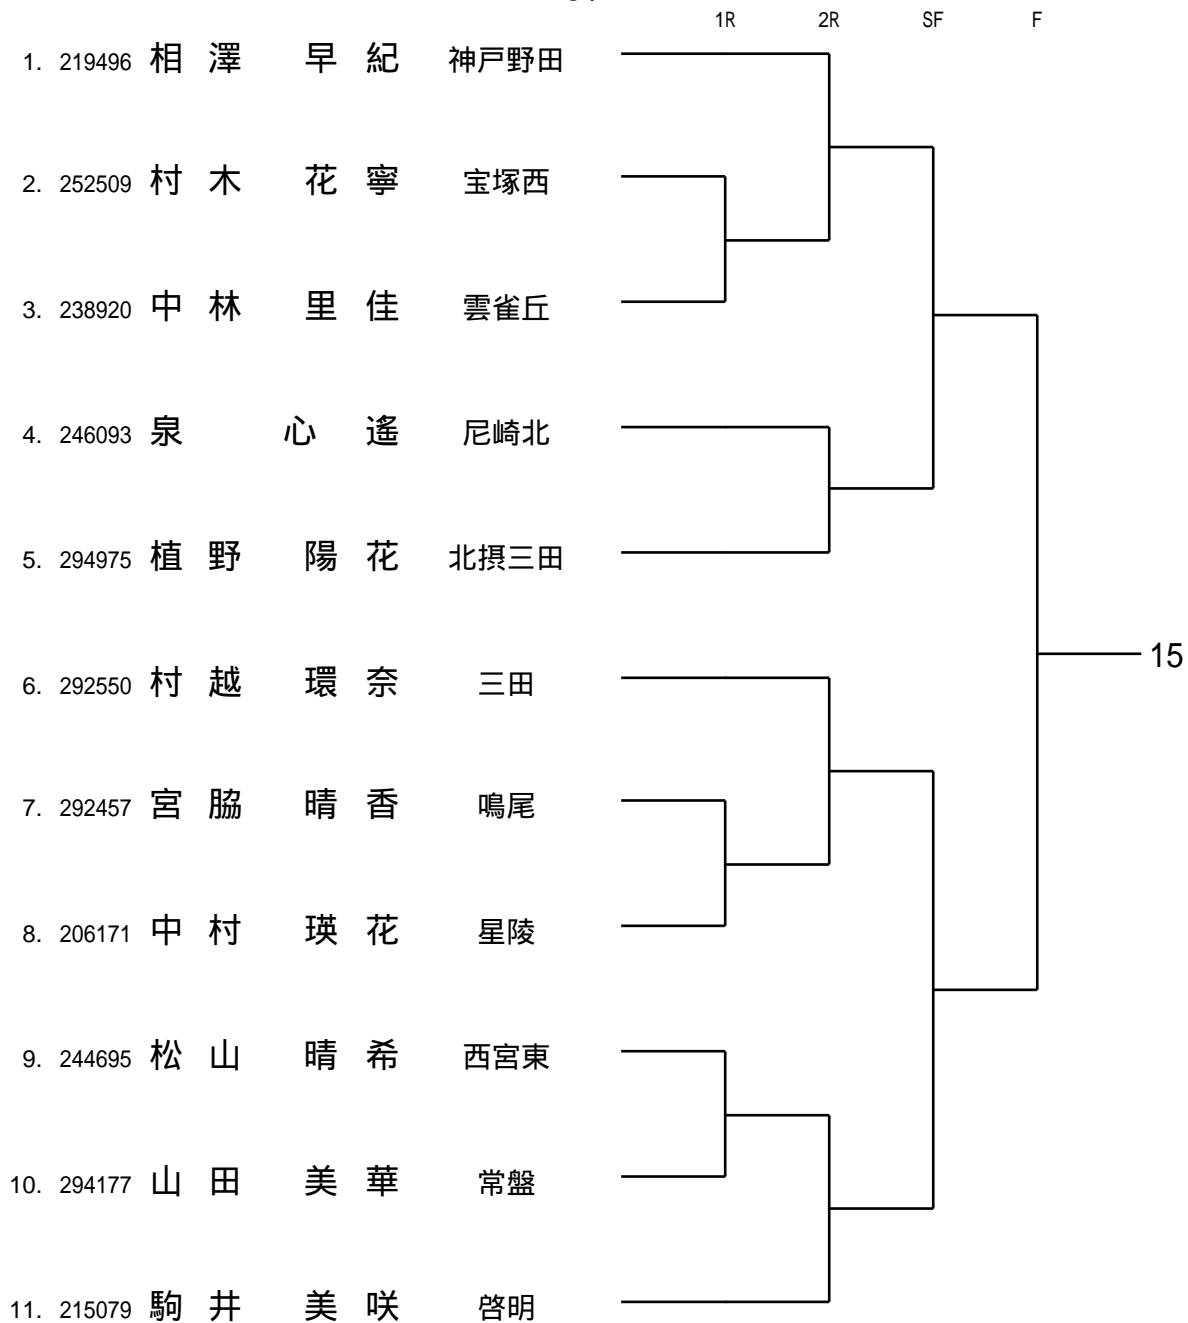 1R 2R SF F
1. 219496 相澤 早紀 神戸野田
2. 252509 村木 花寧 宝塚西
3. 238920 中林 里佳 雲雀丘
4. 246093 泉 心遙 尼崎北
5. 294975 植野 陽花 北摂三田
15
6. 292550 村越 環奈 三田
7. 292457 宮脇 晴香 鳴尾
8. 206171 中村 瑛花 星陵
9. 244695 松山 晴希 西宮東
10. 294177 山田 美華 常盤
11. 215079 駒井 美咲 啓明